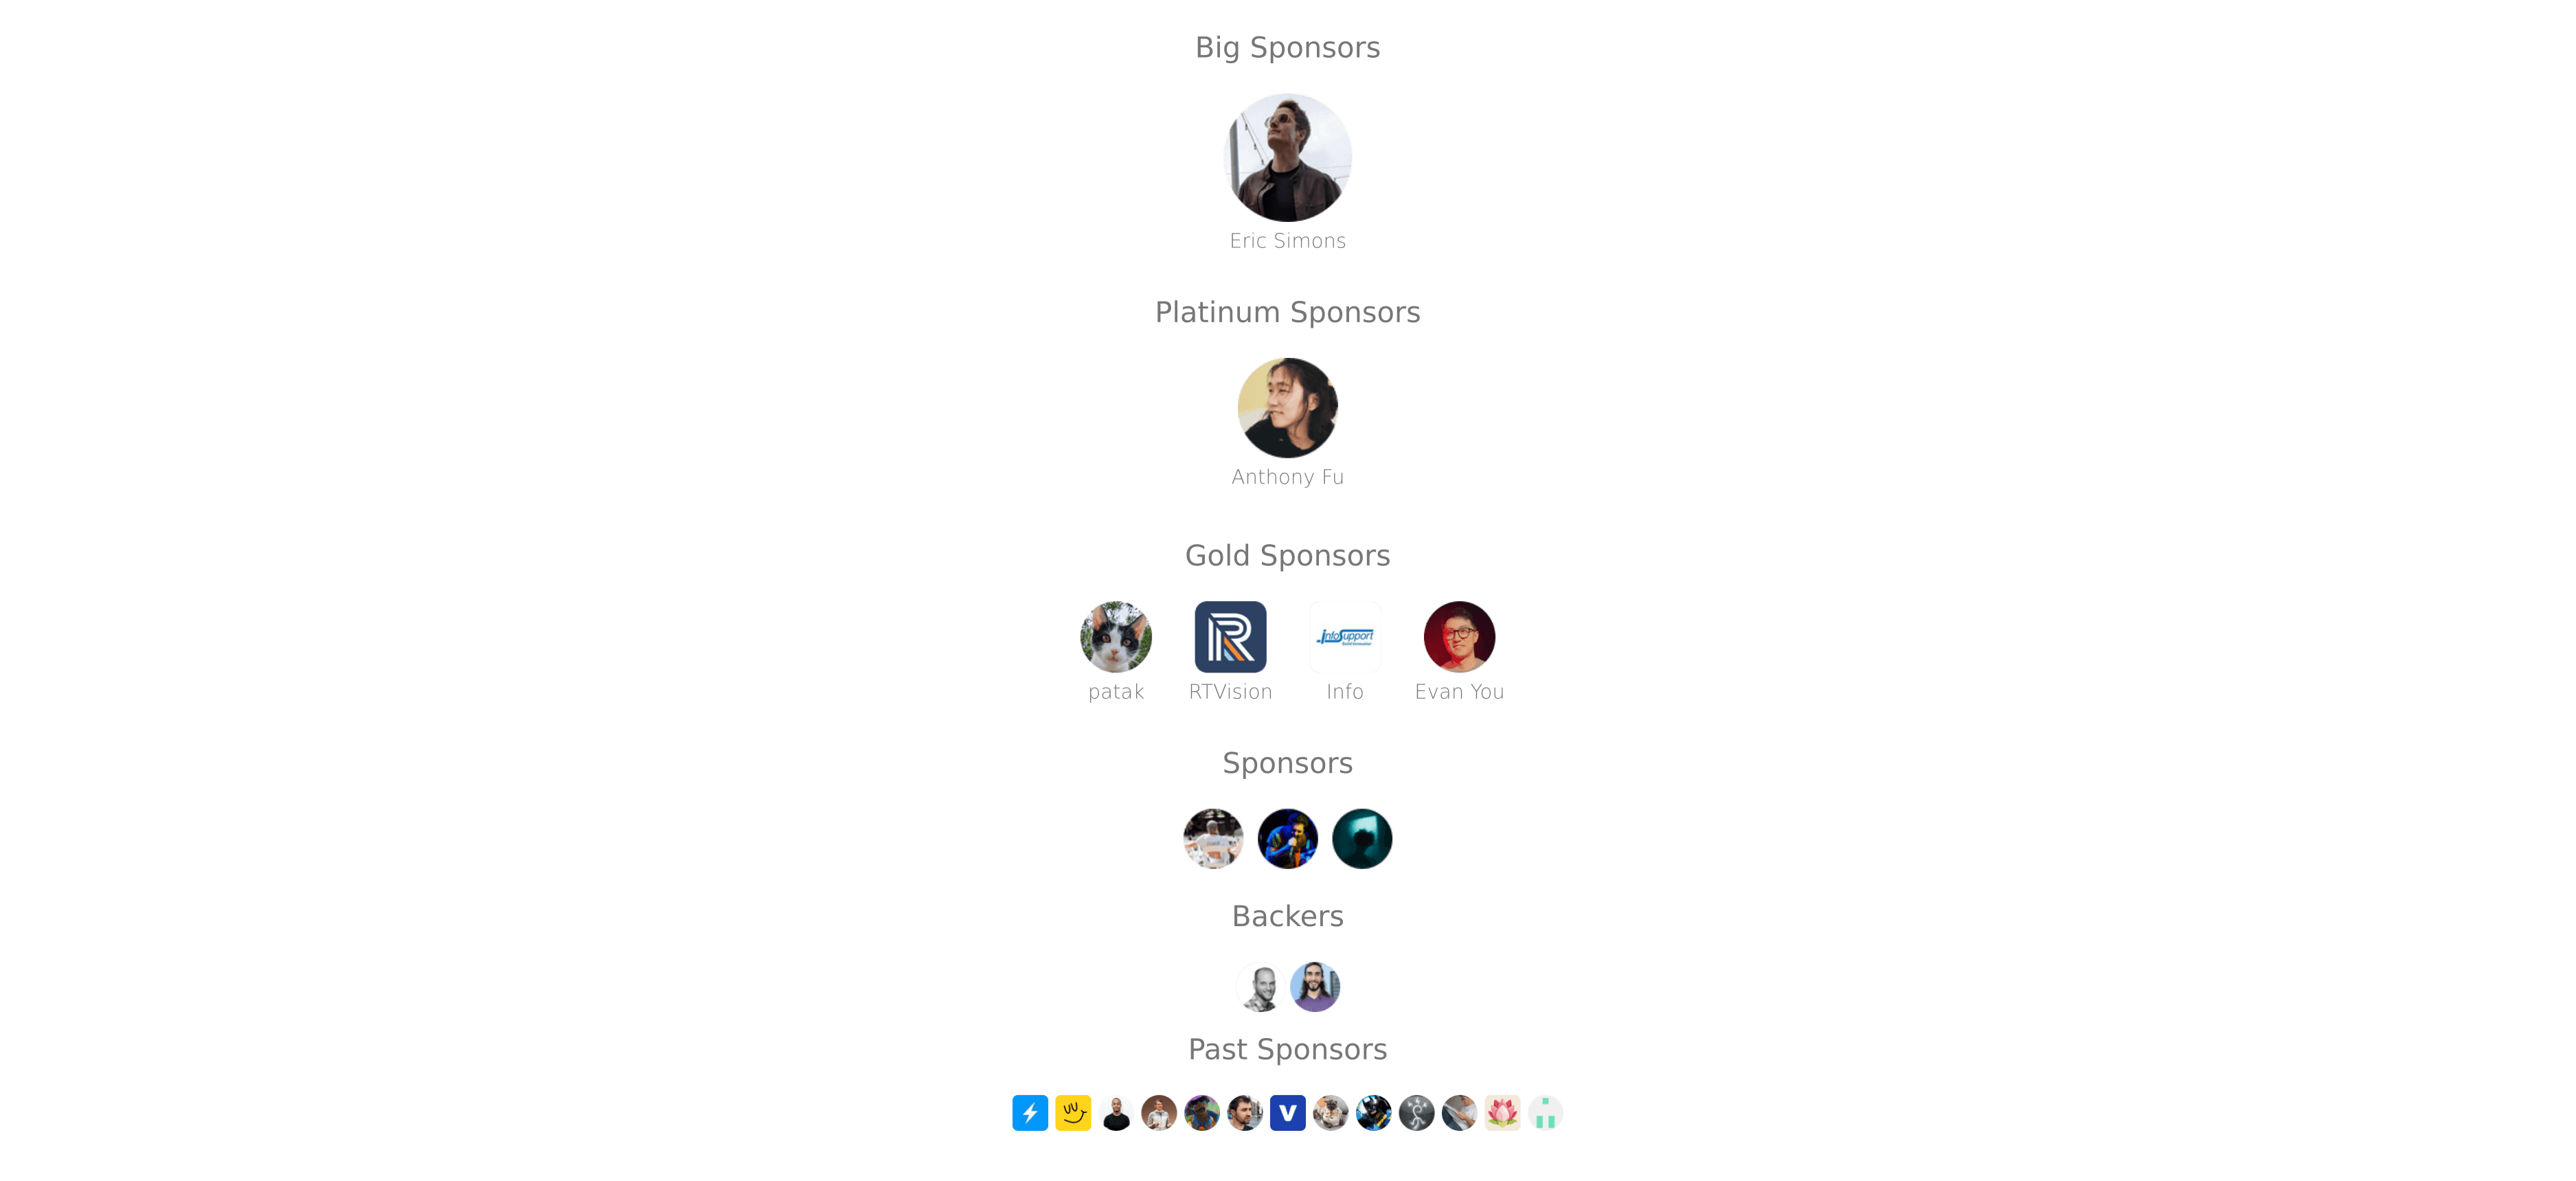 Big Sponsors
Eric Simons
Platinum Sponsors
Anthony Fu
Gold Sponsors
R InfoSupport
patak RTVision Info Evan You
Sponsors
Backers
Past Sponsors
V